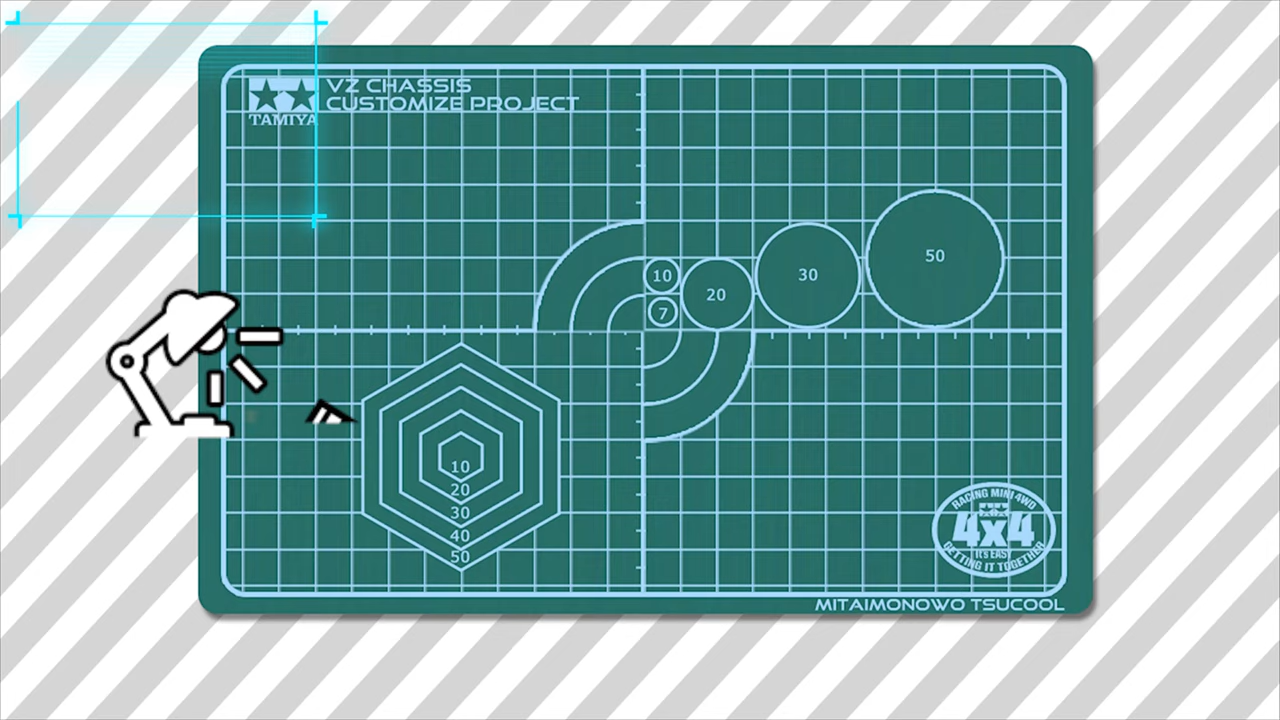 VZ CHASSIS
CUSTOMIZE PROJECT
TAMIYA
50
30
10
20
7
10
20
30
40
50
RACING MINI 4WD
4x4
IT'S EASY
GETTING IT TOGETHER
MITAIMONOWO TSUCOOL